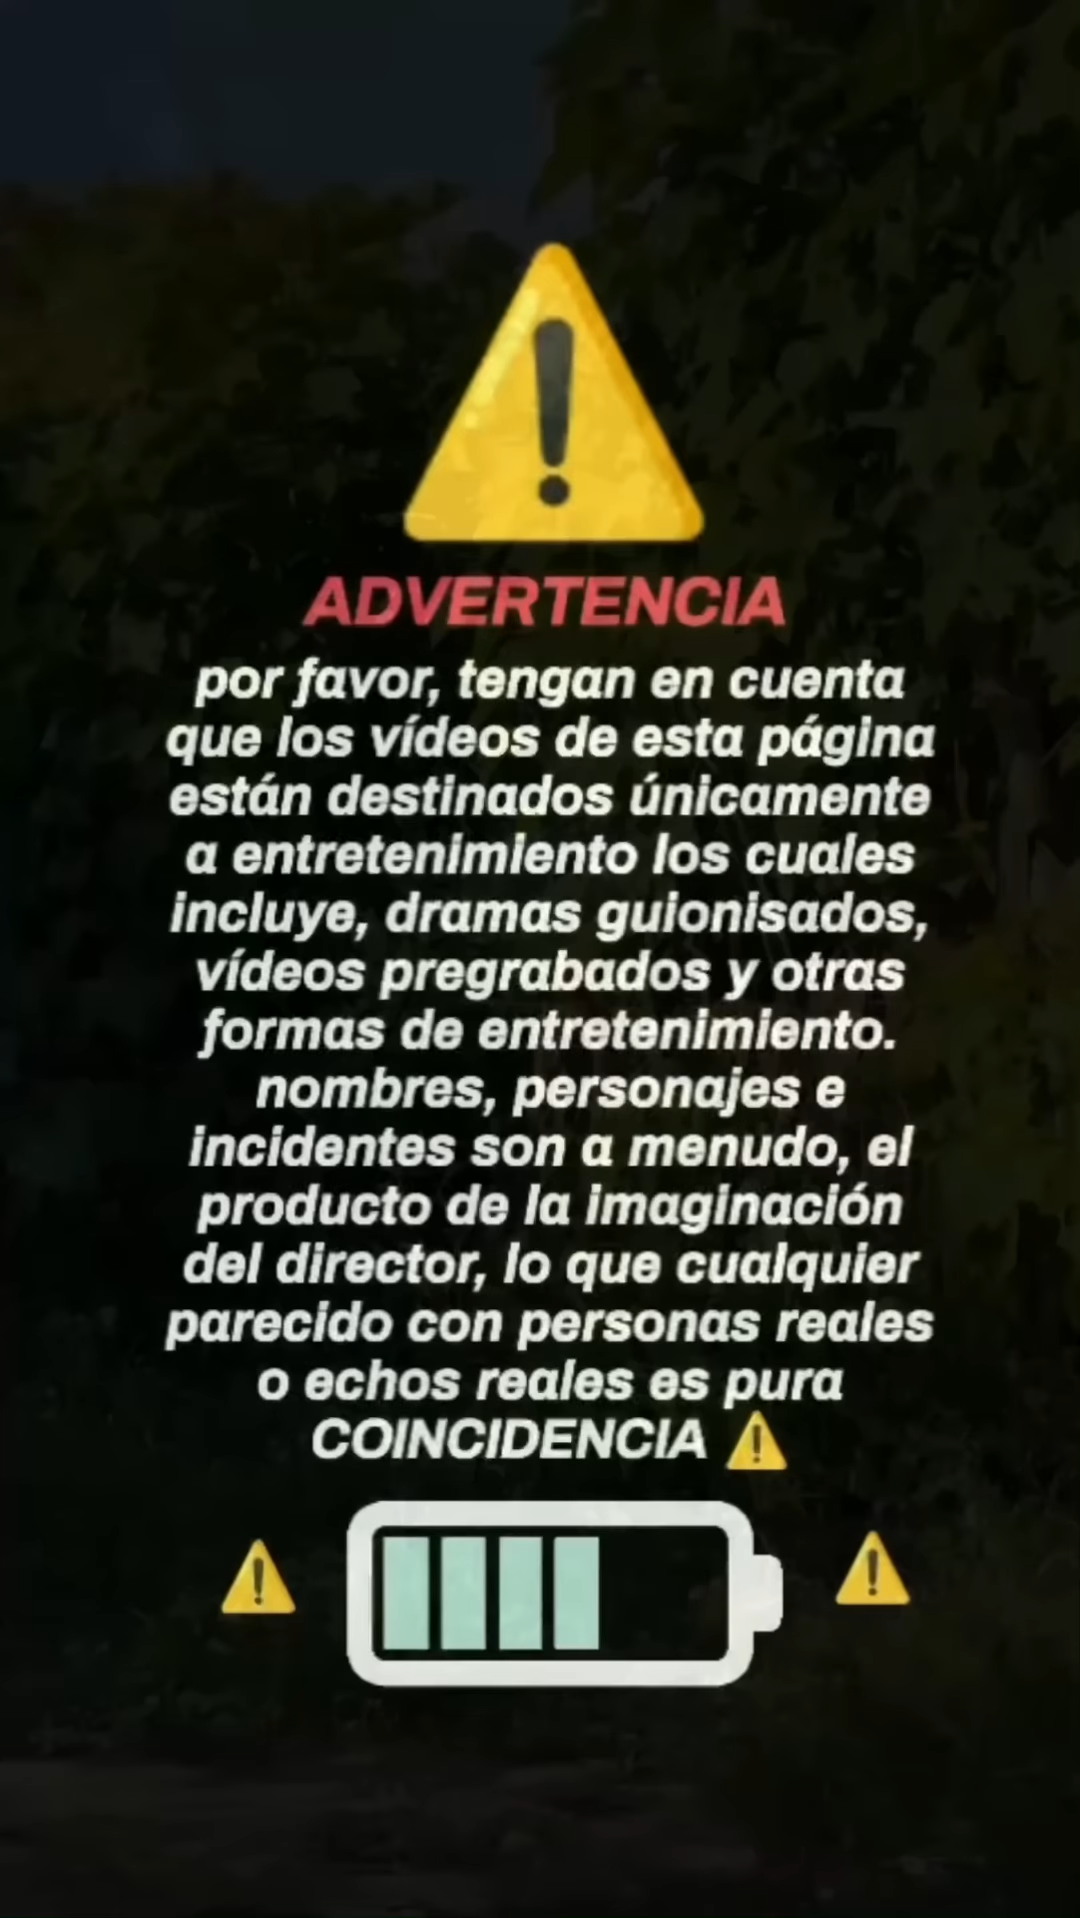 ADVERTENCIA
por favor, tengan en cuenta
que los vídeos de esta página
están destinados únicamente
a entretenimiento los cuales
incluye, dramas guionisados,
vídeos pregrabados y otras
formas de entretenimiento.
nombres, personajes e
incidentes son a menudo, el
producto de la imaginación
del director, lo que cualquier
parecido con personas reales
o echos reales es pura
COINCIDENCIA ⚠️